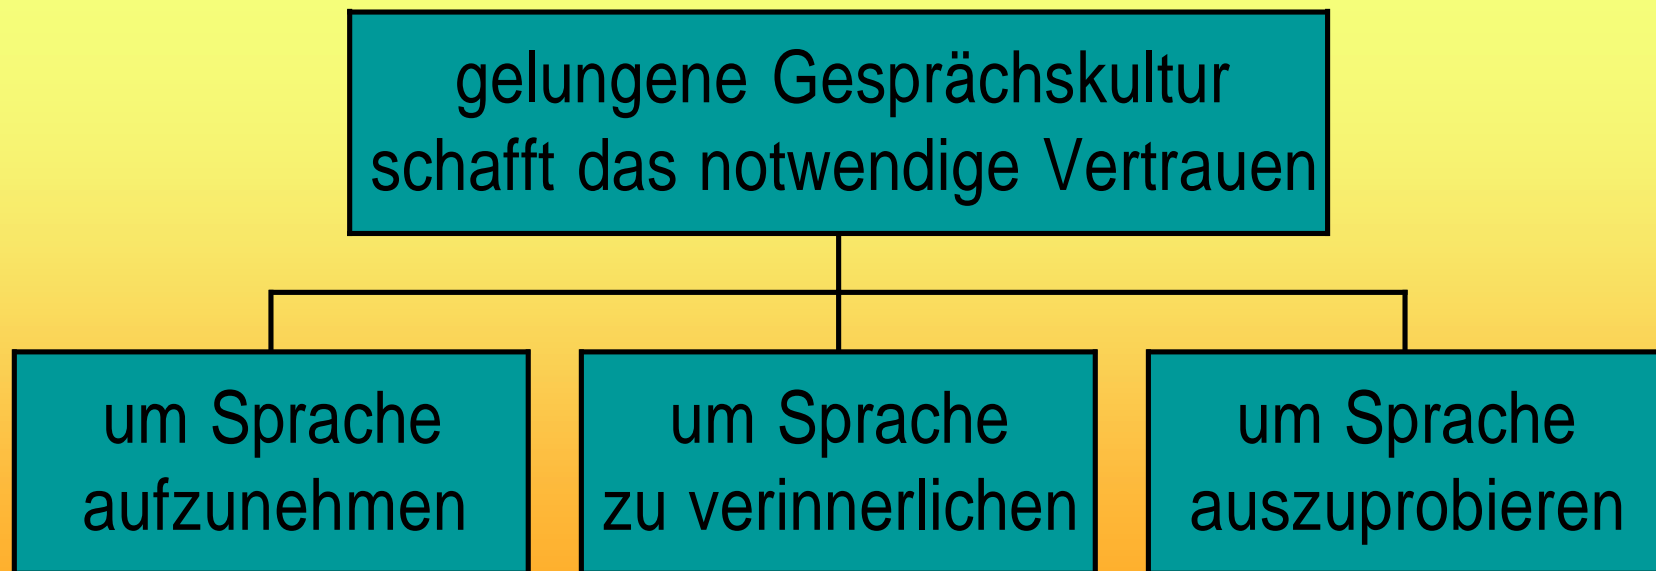 gelungene Gesprächskultur
schafft das notwendige Vertrauen
um Sprache
aufzunehmen
um Sprache
zu verinnerlichen
um Sprache
auszuprobieren